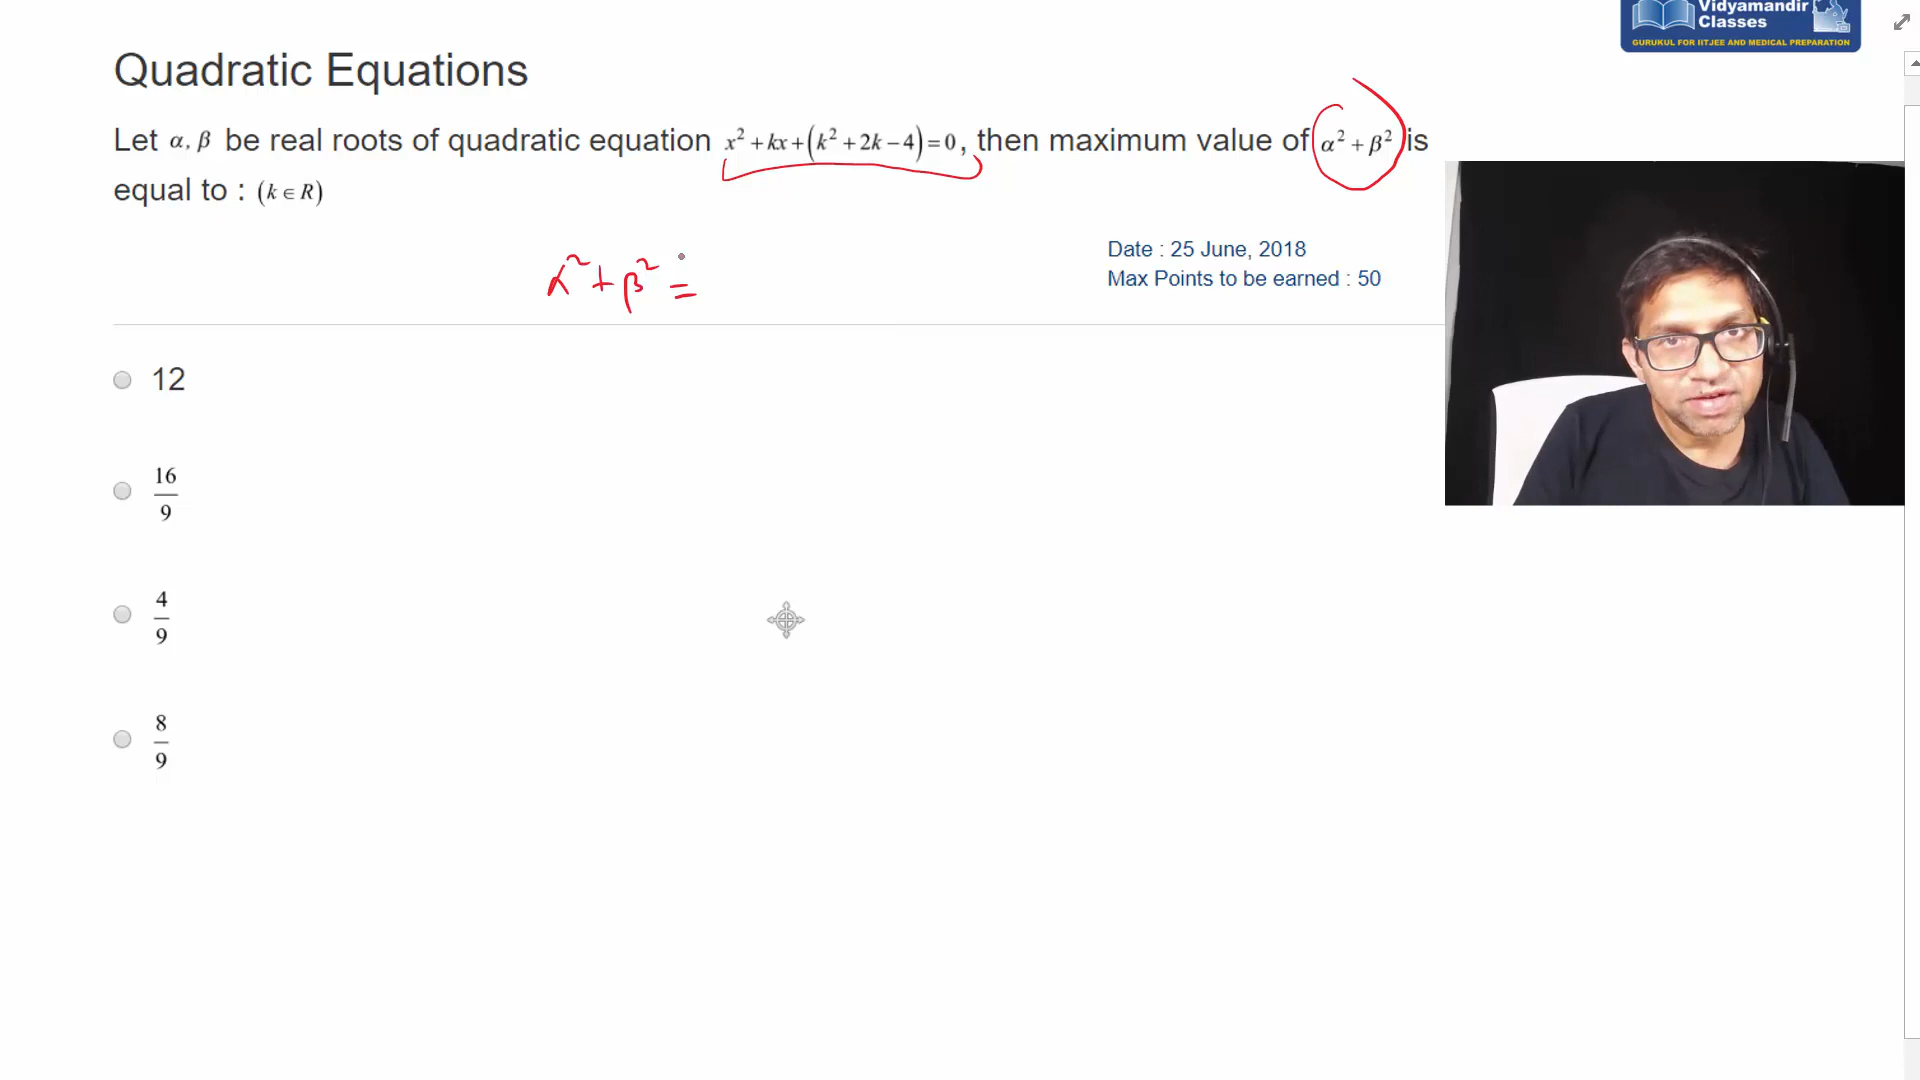 Vidyamandir
Classes
GURUKUL FOR IITJEE AND MEDICAL PREPARATION
Quadratic Equations
Let α, β be real roots of quadratic equation x² + kx + (k² + 2k − 4) = 0, then maximum value of α² + β² is
equal to : (k ∈ R)
Date : 25 June, 2018
Max Points to be earned : 50
α² + β² =
12
16
9
4
9
8
9